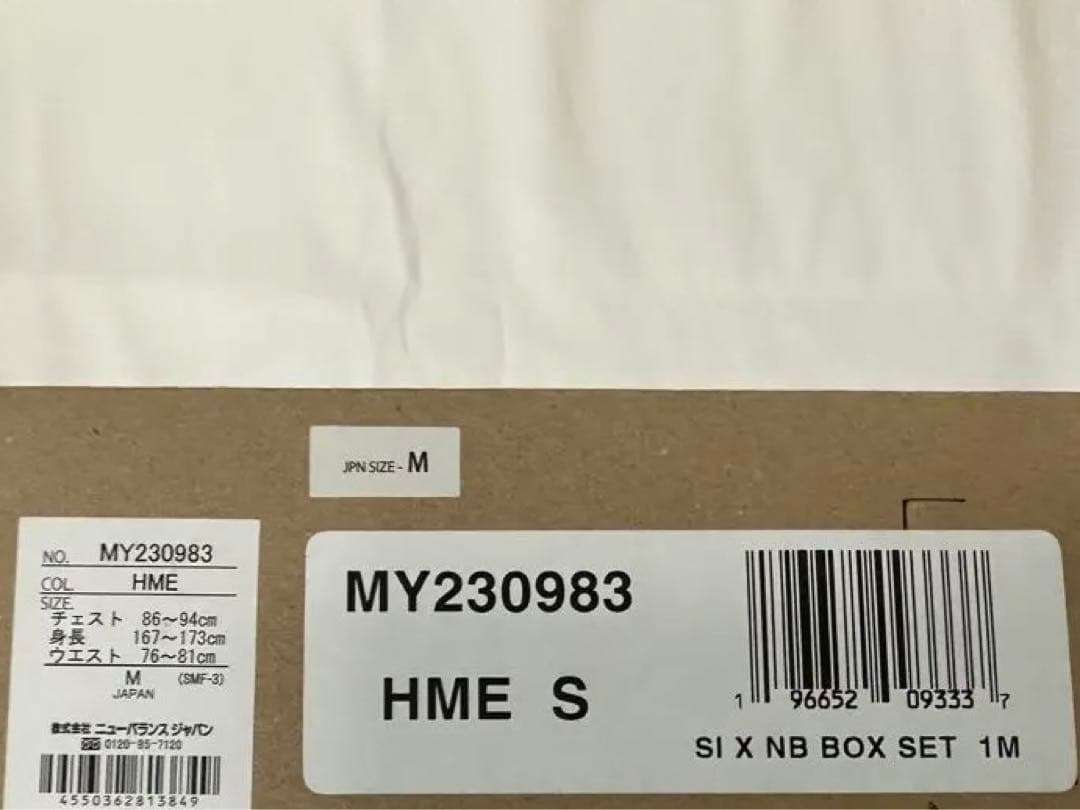 JPN SIZE - M
NO. MY230983
COL. HME
SIZE.
チェスト 86～94cm
身長 167～173cm
ウエスト 76～81cm
M (SMF-3)
JAPAN
株式会社 ニューバランス ジャパン
0120-85-7120
4550362813849
MY230983
HME S
1 96652 09333 7
SI X NB BOX SET 1M